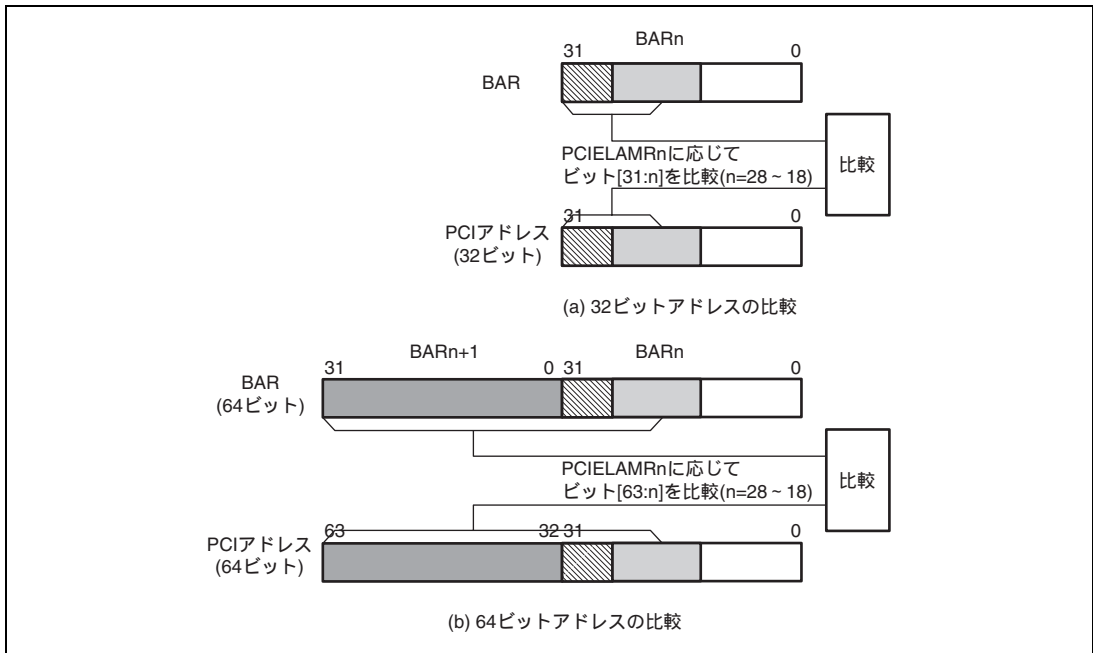 BARn
31 0
BAR
PCIELAMRnに応じて
ビット[31:n]を比較(n=28~18)
比較
31 0
PCIアドレス
(32ビット)
(a) 32ビットアドレスの比較
BARn+1 BARn
31 0 31 0
BAR
(64ビット)
PCIELAMRnに応じて
ビット[63:n]を比較(n=28~18)
比較
63 32 31 0
PCIアドレス
(64ビット)
(b) 64ビットアドレスの比較